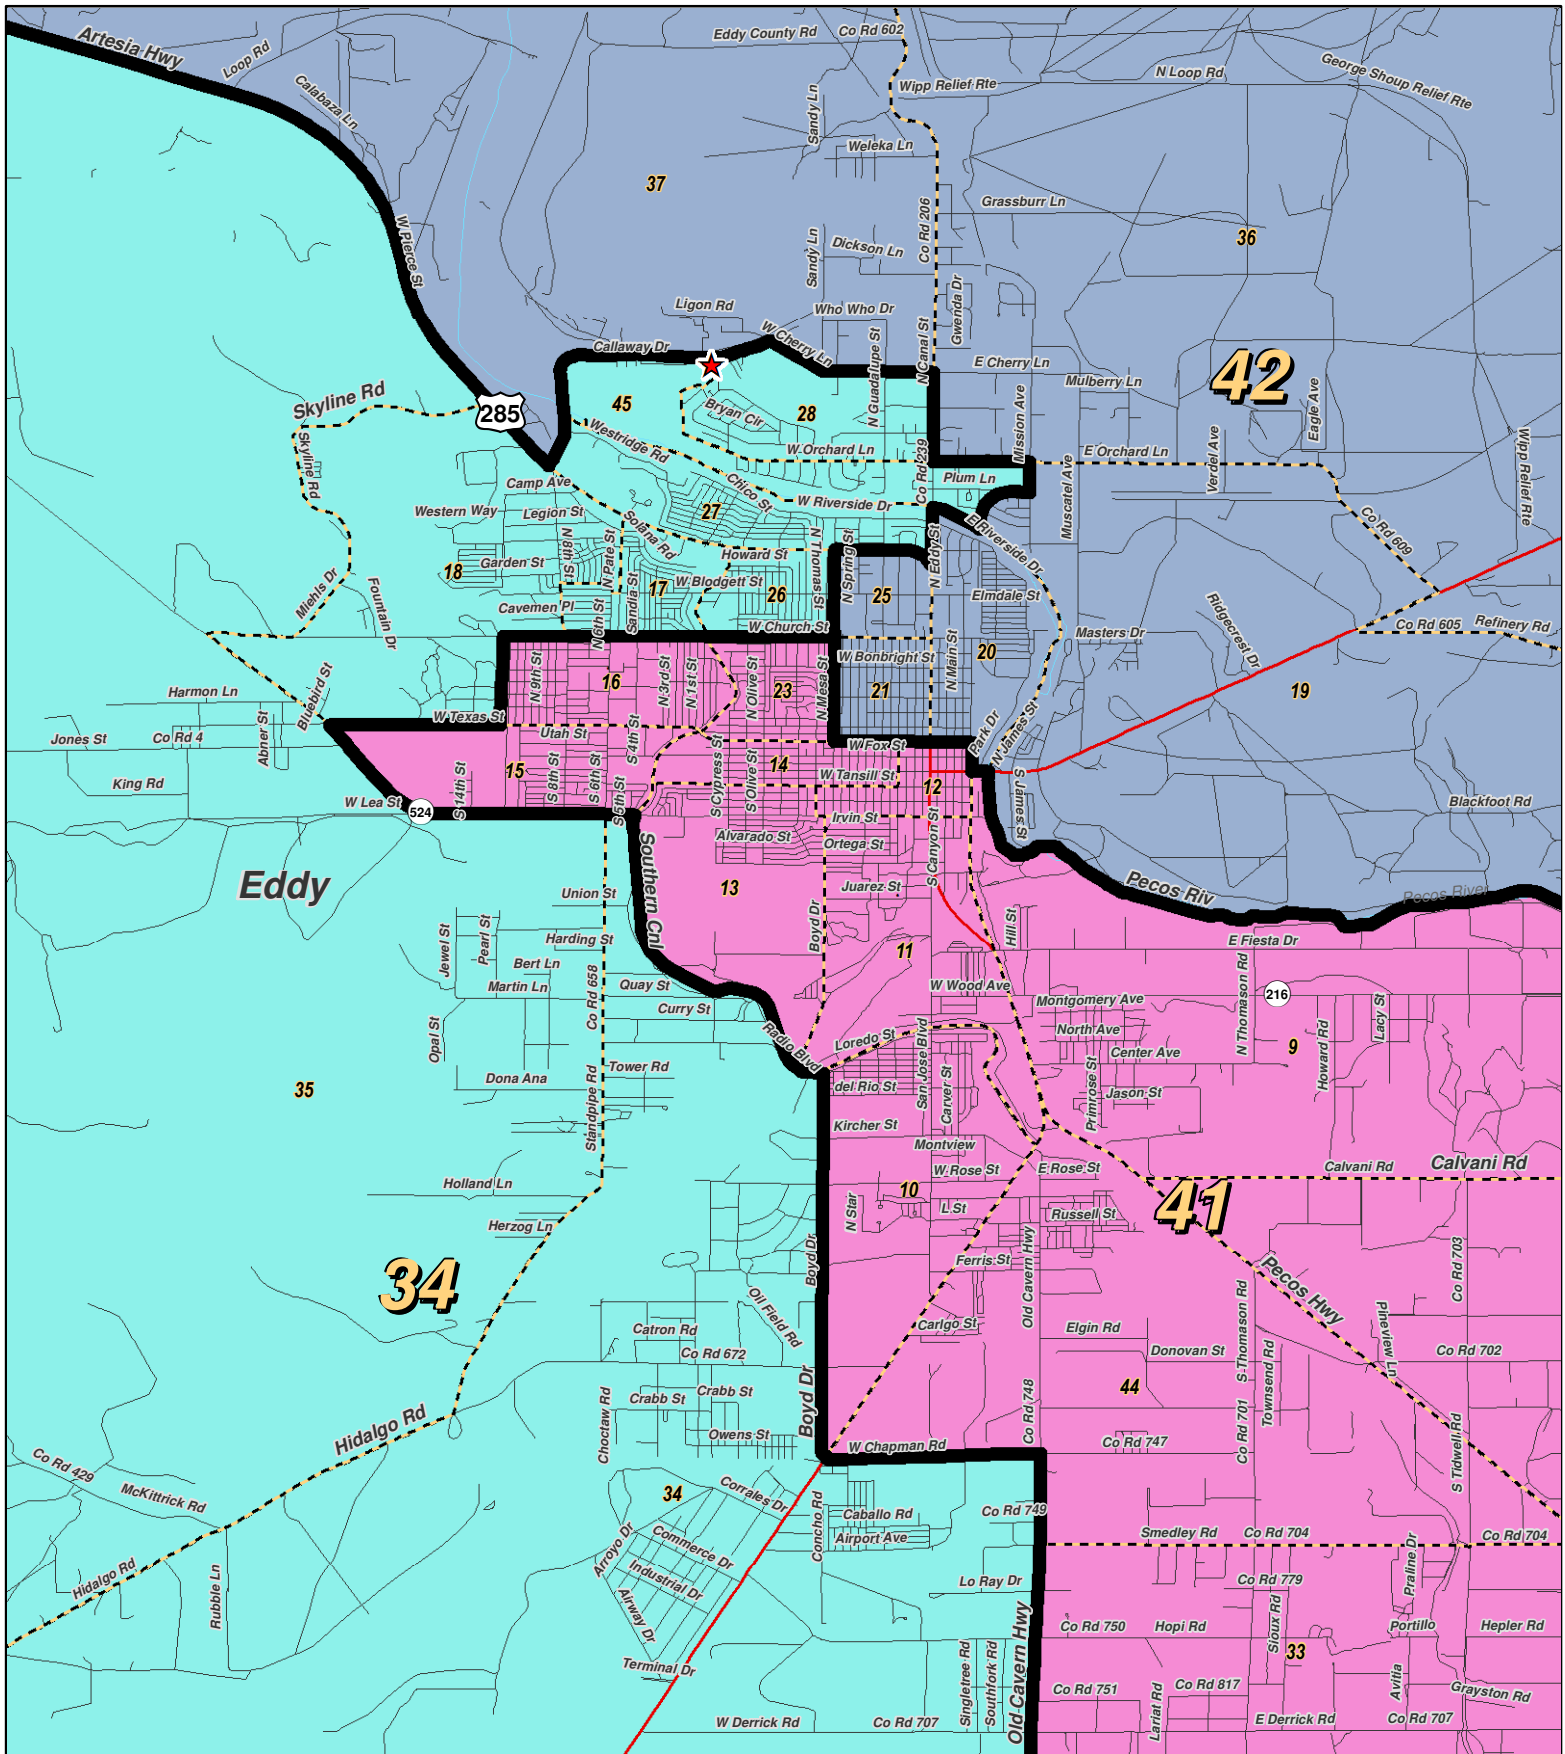 Eddy County Rd
Co Rd 602
Artesia Hwy
Loop Rd
N Loop Rd
George Shoup Relief Rte
Wipp Relief Rte
Calabaza Ln
Sandy Ln
Weleka Ln
37
Grassburr Ln
Co Rd 206
36
W Pierce St
Sandy Ln
Dickson Ln
Gwenda Dr
Ligon Rd
Who Who Dr
Callaway Dr
W Cherry Ln
N Guadalupe St
N Canal St
E Cherry Ln
42
Mulberry Ln
Skyline Rd
285
45
Bryan Cir
28
Mission Ave
Eagle Ave
Westridge Rd
W Orchard Ln
Co Rd 239
E Orchard Ln
Verdel Ave
Wipp Relief Rte
Skyline Rd
Camp Ave
Chico St
Plum Ln
Muscatel Ave
W Riverside Dr
Western Way
Legion St
27
Solana Rd
E Riverside Dr
Co Rd 609
N 8th St
N Pate St
N Thomas St
N Spring St
N Eddy St
Howard St
18
Garden St
17
W Blodgett St
26
25
Elmdale St
Miehls Dr
Fountain Dr
Cavemen Pl
Sandia St
N 6th St
W Church St
Ridgecrest Dr
Masters Dr
Co Rd 605
Refinery Rd
W Bonbright St
N Main St
20
Bluebird St
Harmon Ln
N 9th St
16
N 3rd St
N 1st St
N Olive St
23
N Mesa St
21
19
Abner St
W Texas St
Utah St
S 4th St
Park Dr
N James St
Jones St
Co Rd 4
W Fox St
King Rd
15
S 14th St
S 8th St
S 6th St
S 5th St
S Cypress St
S Olive St
14
W Tansill St
12
S James St
W Lea St
524
Irvin St
Blackfoot Rd
Southern Cnl
Alvarado St
Ortega St
S Canyon St
Eddy
13
Juarez St
Union St
Pecos Riv
Pecos River
Jewel St
Pearl St
Boyd Dr
Hill St
Harding St
11
E Fiesta Dr
Bert Ln
Martin Ln
Co Rd 658
Quay St
W Wood Ave
N Thomason Rd
216
Curry St
Montgomery Ave
Lacy St
Opal St
Radio Blvd
Loredo St
San Jose Blvd
North Ave
Center Ave
9
Howard Rd
Tower Rd
35
Dona Ana
del Rio St
Carver St
Primrose St
Jason St
Standpipe Rd
Kircher St
Montview
W Rose St
E Rose St
Calvani Rd
Calvani Rd
Holland Ln
10
41
N Star
L St
Russell St
Herzog Ln
Boyd Dr
Ferris St
Old Cavern Hwy
Pecos Hwy
Co Rd 703
34
Oil Field Rd
S Thomason Rd
Catron Rd
Carlgo St
Elgin Rd
Pineview Ln
Co Rd 672
Donovan St
Townsend Rd
Co Rd 702
Crabb St
Crabb St
Boyd Dr
44
Choctaw Rd
Co Rd 748
Co Rd 701
S Tidwell Rd
Hidalgo Rd
Owens St
W Chapman Rd
Co Rd 747
Co Rd 429
McKittrick Rd
34
Corrales Dr
Concho Rd
Caballo Rd
Airport Ave
Co Rd 749
Smedley Rd
Co Rd 704
Co Rd 704
Arroyo Dr
Commerce Dr
Industrial Dr
Airway Dr
Hidalgo Rd
Rubble Ln
Lo Ray Dr
Co Rd 779
Praline Dr
Old Cavern Hwy
Co Rd 750
Hopi Rd
Sioux Rd
Portillo
Hepler Rd
33
Terminal Dr
Singletree Rd
Southfork Rd
Co Rd 751
Lariat Rd
Co Rd 817
Avitia
Grayston Rd
W Derrick Rd
Co Rd 707
E Derrick Rd
Co Rd 707